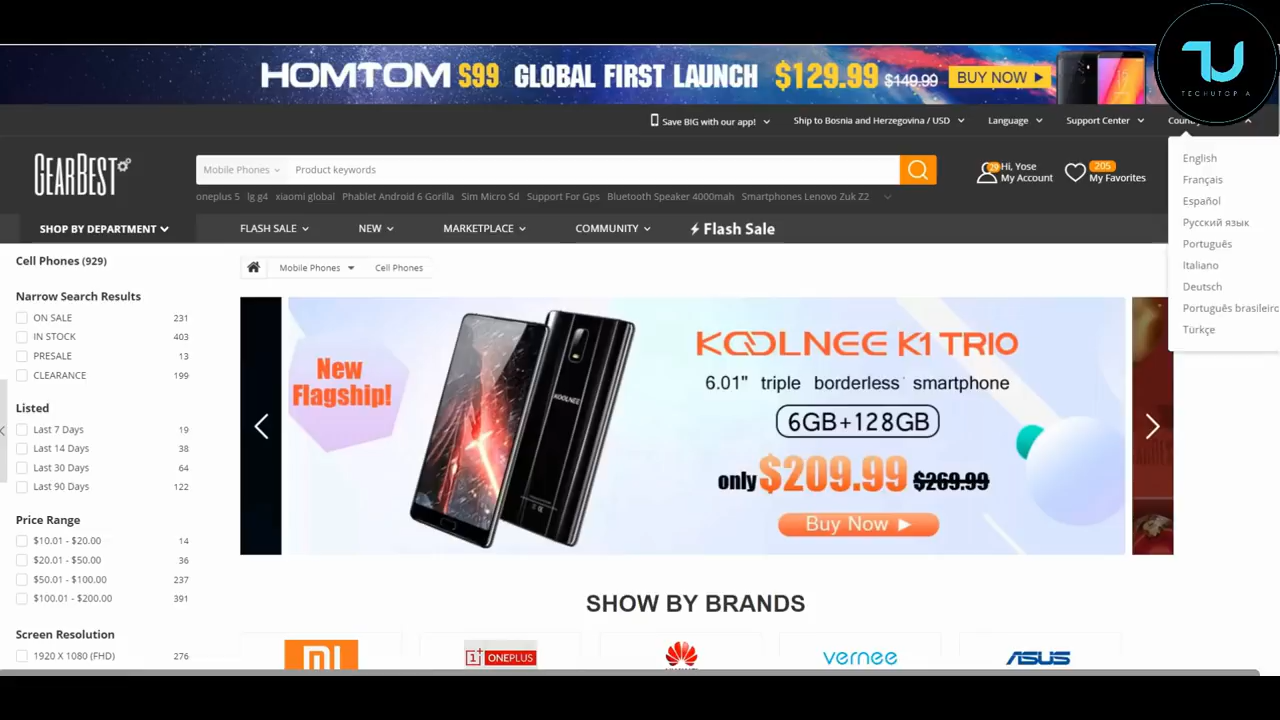 HOMTOM S99 GLOBAL FIRST LAUNCH $129.99 $149.99 BUY NOW
TECHUTOPIA
Save BIG with our app! Ship to Bosnia and Herzegovina / USD Language Support Center
GEARBEST
Mobile Phones Product keywords
Hi, Yose
My Account
205
My Favorites
oneplus 5 lg g4 xiaomi global Phablet Android 6 Gorilla Sim Micro Sd Support For Gps Bluetooth Speaker 4000mah Smartphones Lenovo Zuk Z2
English
Français
Español
Русский язык
Português
Italiano
Deutsch
Português brasileiro
Türkçe
SHOP BY DEPARTMENT FLASH SALE NEW MARKETPLACE COMMUNITY Flash Sale
Cell Phones (929)
Mobile Phones Cell Phones
Narrow Search Results
ON SALE 231
IN STOCK 403
PRESALE 13
CLEARANCE 199
Listed
Last 7 Days 19
Last 14 Days 38
Last 30 Days 64
Last 90 Days 122
Price Range
$10.01 - $20.00 14
$20.01 - $50.00 36
$50.01 - $100.00 237
$100.01 - $200.00 391
Screen Resolution
1920 X 1080 (FHD) 276
New
Flagship!
KOOLNEE
KOOLNEE K1 TRIO
6.01" triple borderless smartphone
6GB+128GB
only $209.99 $269.99
Buy Now
SHOW BY BRANDS
MI
1+ ONEPLUS
vernee
ASUS